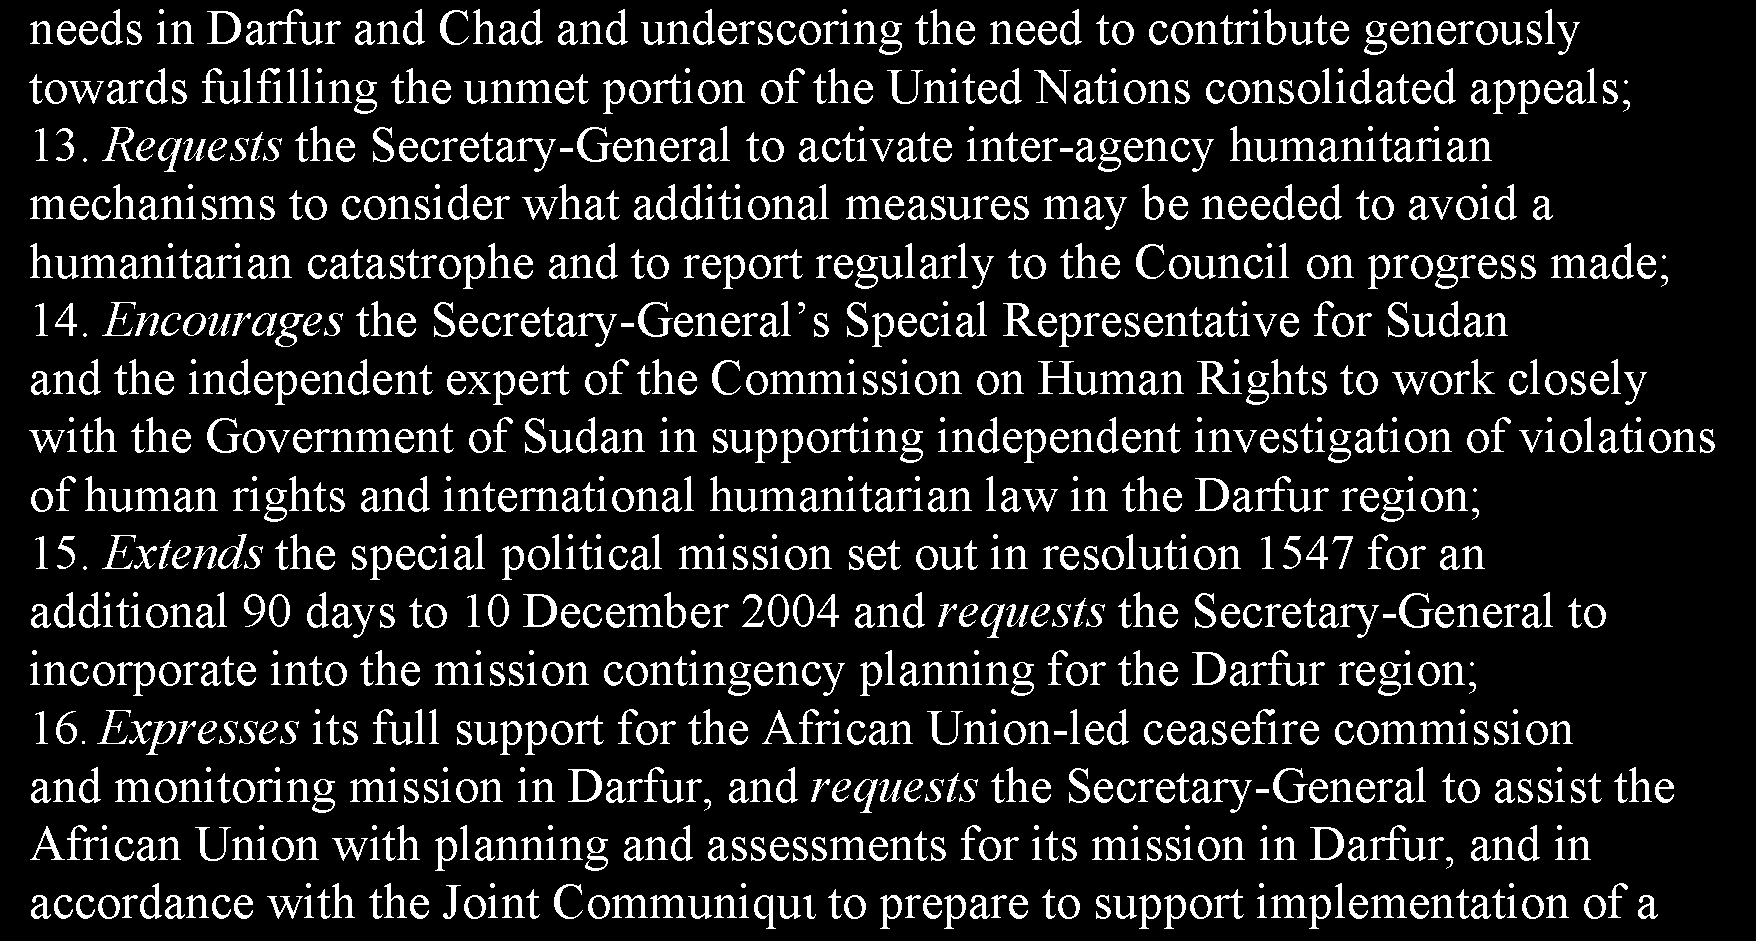 needs in Darfur and Chad and underscoring the need to contribute generously
towards fulfilling the unmet portion of the United Nations consolidated appeals;
13. Requests the Secretary-General to activate inter-agency humanitarian
mechanisms to consider what additional measures may be needed to avoid a
humanitarian catastrophe and to report regularly to the Council on progress made;
14. Encourages the Secretary-General’s Special Representative for Sudan
and the independent expert of the Commission on Human Rights to work closely
with the Government of Sudan in supporting independent investigation of violations
of human rights and international humanitarian law in the Darfur region;
15. Extends the special political mission set out in resolution 1547 for an
additional 90 days to 10 December 2004 and requests the Secretary-General to
incorporate into the mission contingency planning for the Darfur region;
16. Expresses its full support for the African Union-led ceasefire commission
and monitoring mission in Darfur, and requests the Secretary-General to assist the
African Union with planning and assessments for its mission in Darfur, and in
accordance with the Joint Communiquı to prepare to support implementation of a